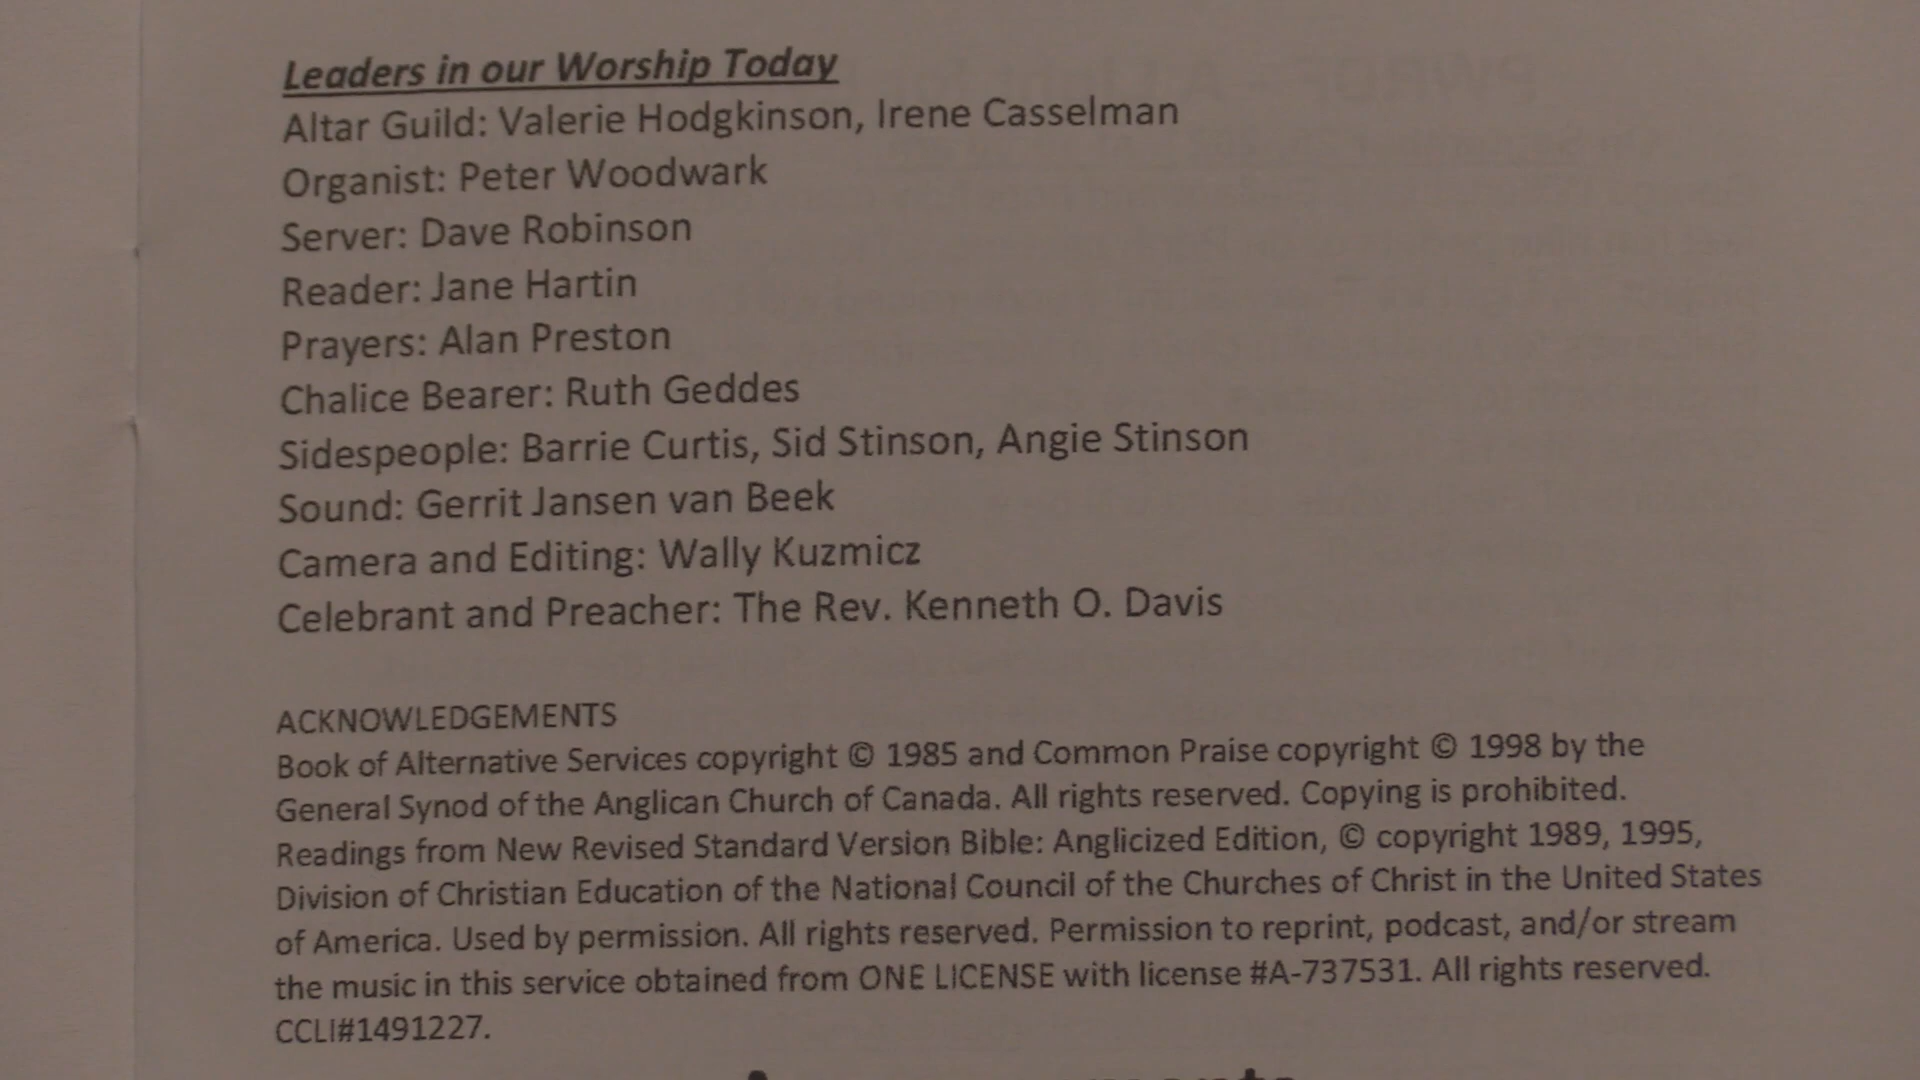 Leaders in our Worship Today
Altar Guild: Valerie Hodgkinson, Irene Casselman
Organist: Peter Woodwark
Server: Dave Robinson
Reader: Jane Hartin
Prayers: Alan Preston
Chalice Bearer: Ruth Geddes
Sidespeople: Barrie Curtis, Sid Stinson, Angie Stinson
Sound: Gerrit Jansen van Beek
Camera and Editing: Wally Kuzmicz
Celebrant and Preacher: The Rev. Kenneth O. Davis
ACKNOWLEDGEMENTS
Book of Alternative Services copyright © 1985 and Common Praise copyright © 1998 by the
General Synod of the Anglican Church of Canada. All rights reserved. Copying is prohibited.
Readings from New Revised Standard Version Bible: Anglicized Edition, © copyright 1989, 1995,
Division of Christian Education of the National Council of the Churches of Christ in the United States
of America. Used by permission. All rights reserved. Permission to reprint, podcast, and/or stream
the music in this service obtained from ONE LICENSE with license #A-737531. All rights reserved.
CCLI#1491227.